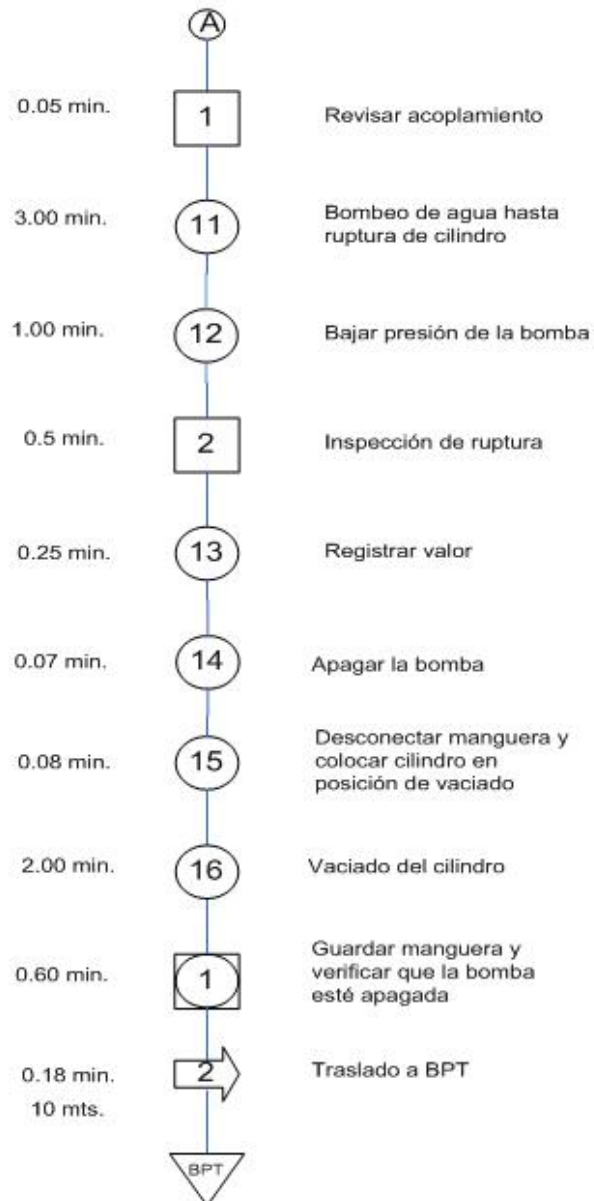 A
0.05 min.
1
Revisar acoplamiento
3.00 min.
11
Bombeo de agua hasta
ruptura de cilindro
1.00 min.
12
Bajar presión de la bomba
0.5 min.
2
Inspección de ruptura
0.25 min.
13
Registrar valor
0.07 min.
14
Apagar la bomba
0.08 min.
15
Desconectar manguera y
colocar cilindro en
posición de vaciado
2.00 min.
16
Vaciado del cilindro
0.60 min.
1
Guardar manguera y
verificar que la bomba
esté apagada
0.18 min.
10 mts.
2
Traslado a BPT
BPT